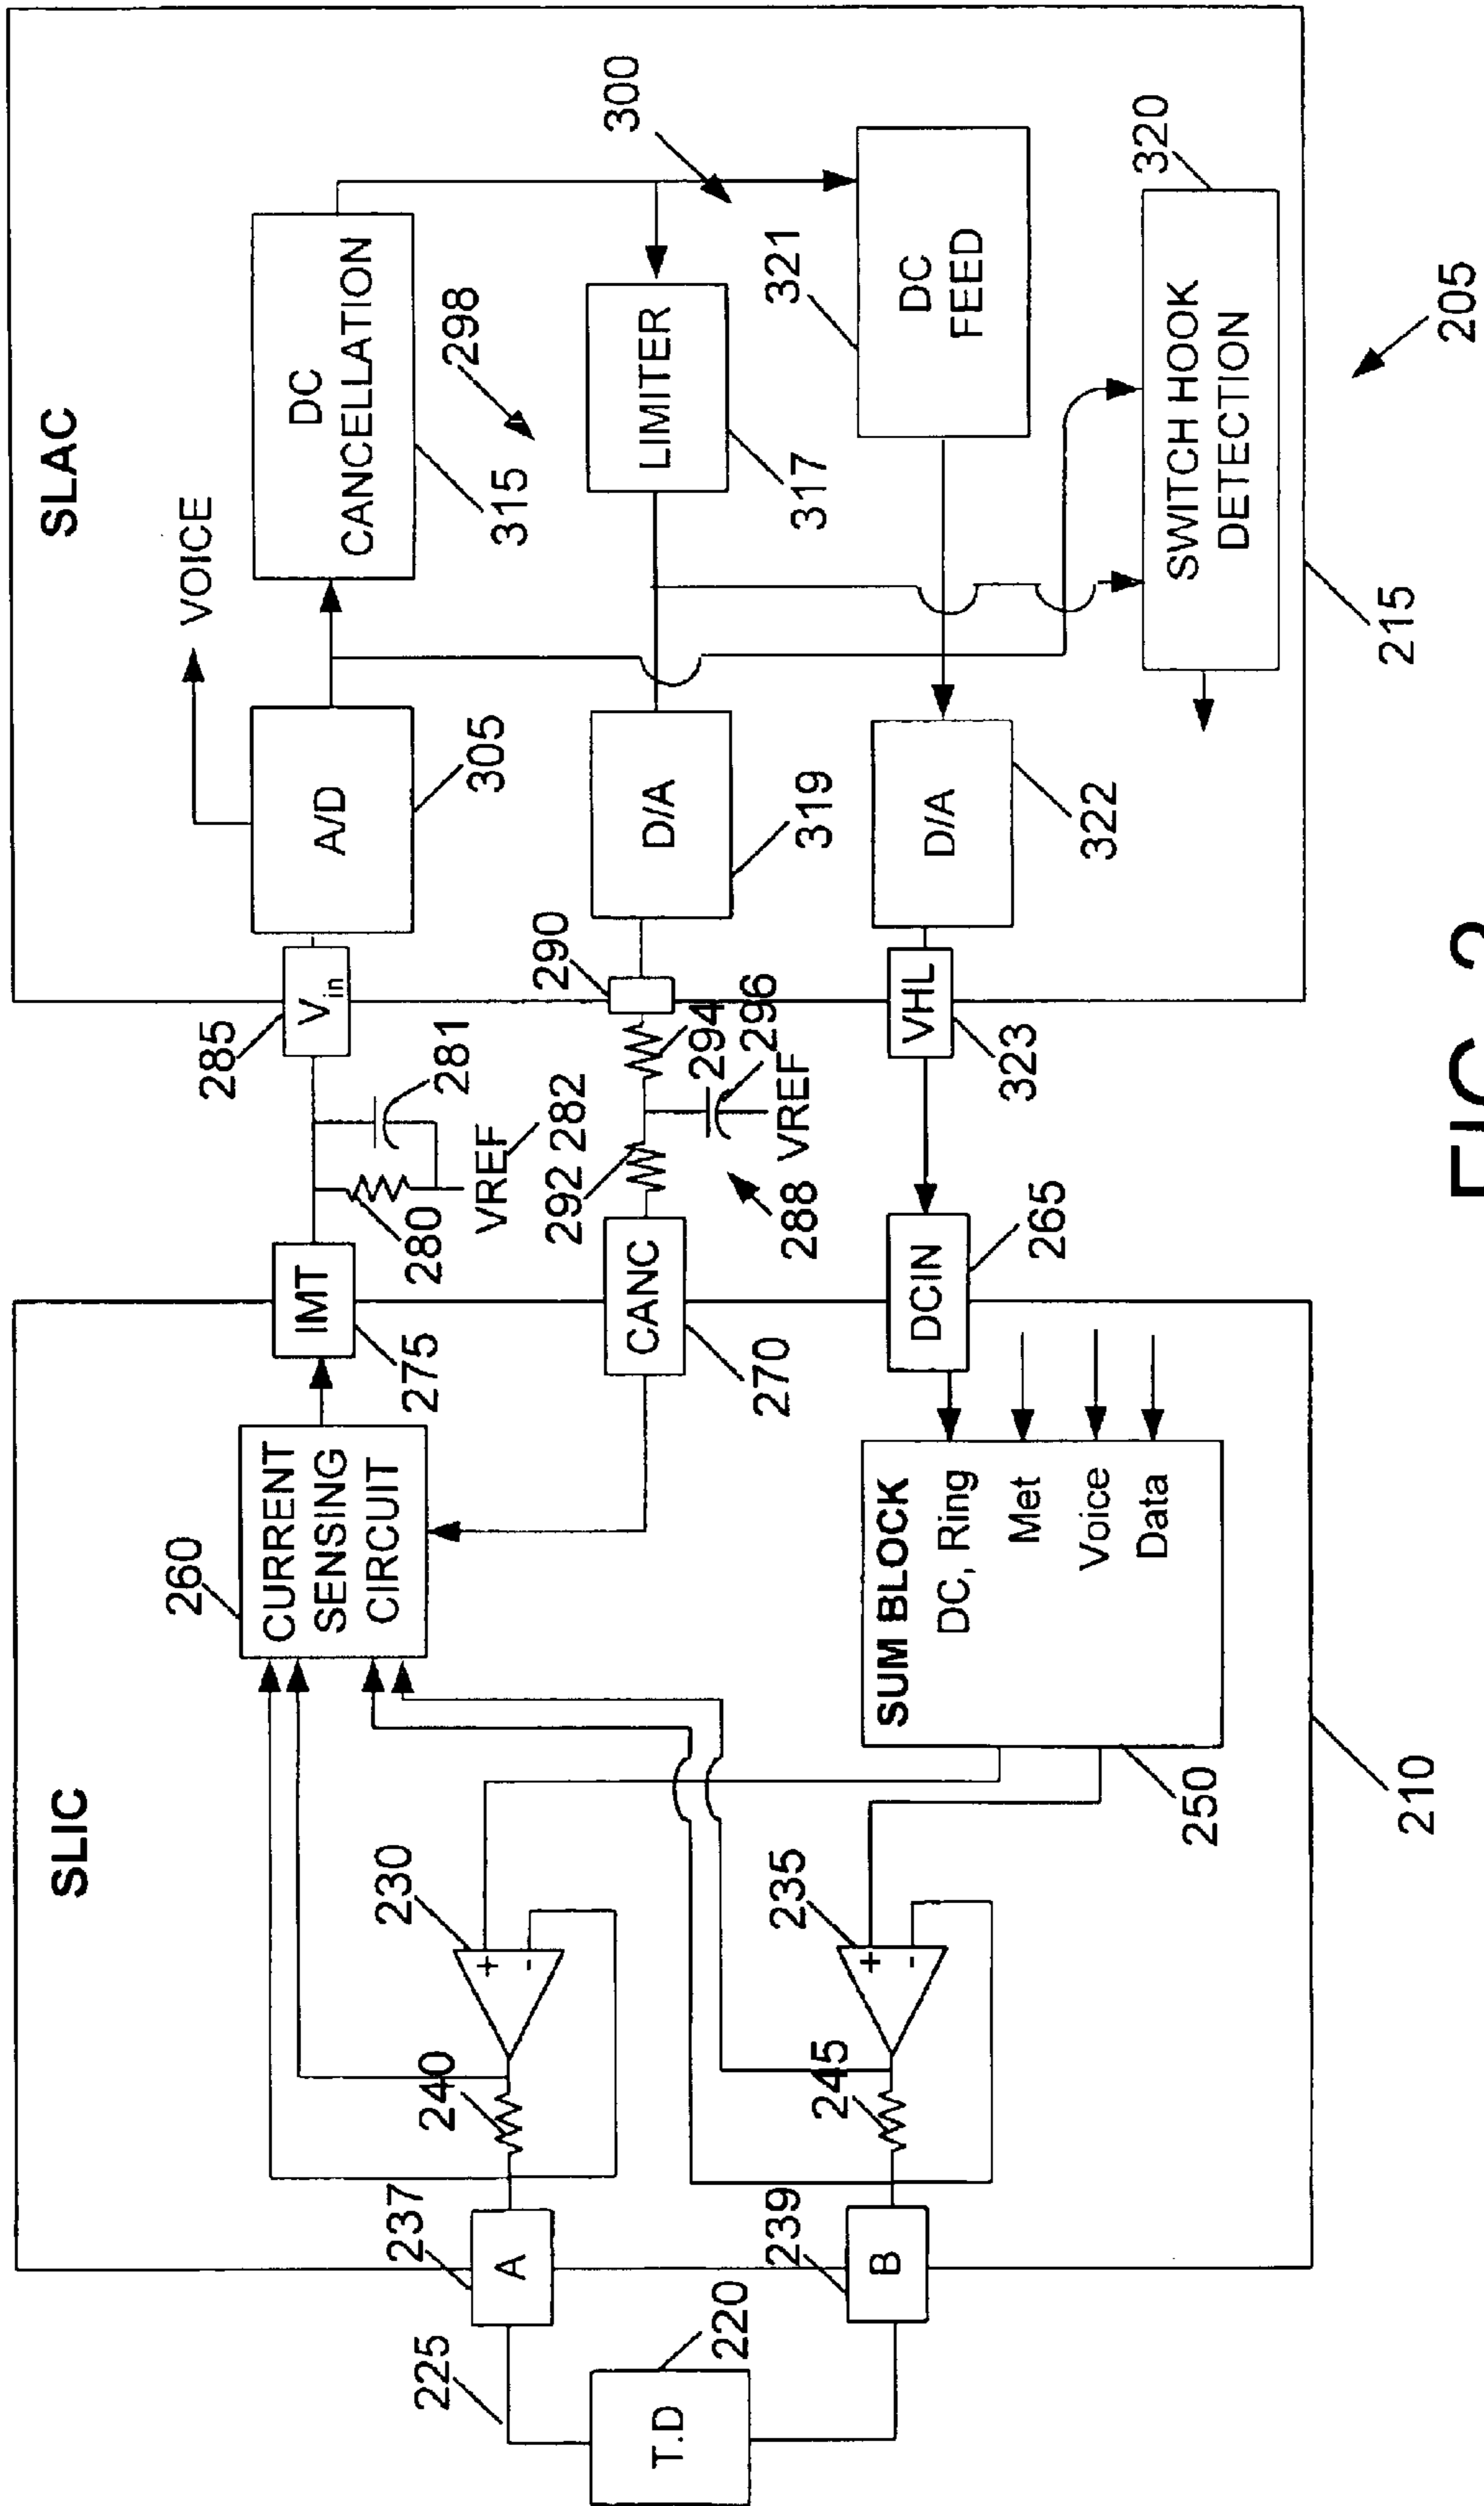 SLIC
SLAC
VOICE
225
T.D
220
237
A
239
B
240
230
+
-
245
235
+
-
260
CURRENT
SENSING
CIRCUIT
IMT
275
CANC
270
DCIN
265
SUM BLOCK
DC, Ring
Met
Voice
Data
250
210
280
281
VREF
282
285
Vin
292
294
296
VREF
288
290
VHL
323
A/D
305
DC
CANCELLATION
315
298
D/A
319
LIMITER
317
300
D/A
322
DC
FEED
321
SWITCH HOOK
DETECTION
320
215
205